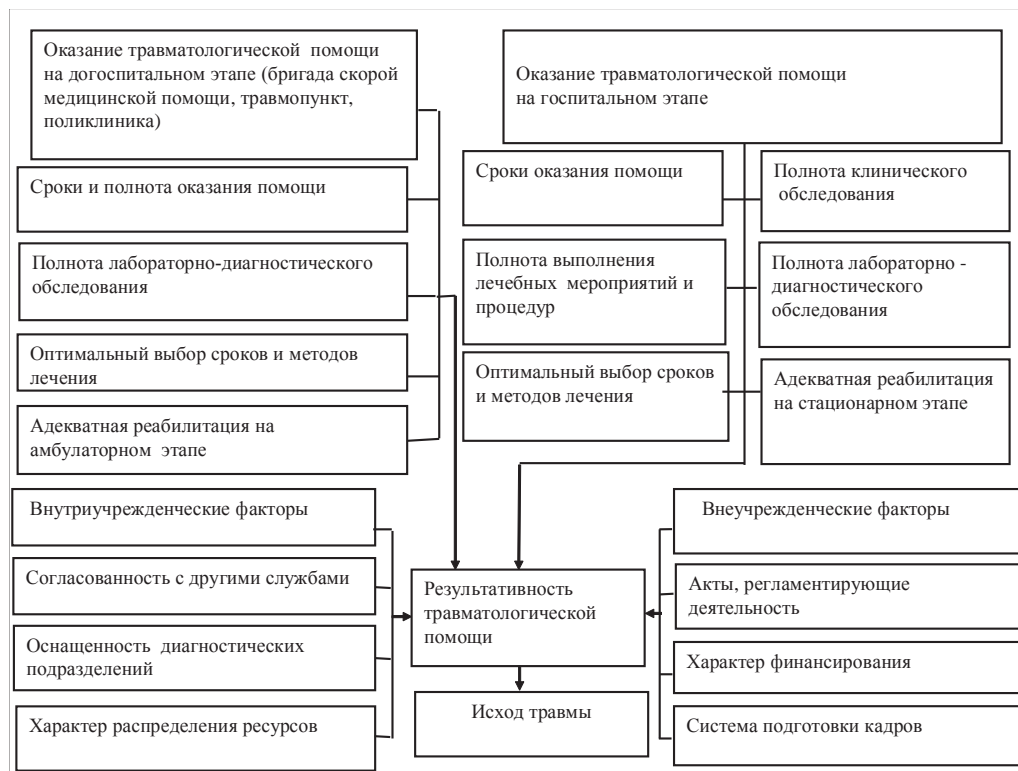 Оказание травматологической помощи
на догоспитальном этапе (бригада скорой
медицинской помощи, травмопункт,
поликлиника)
Сроки и полнота оказания помощи
Полнота лабораторно-диагностического
обследования
Оптимальный выбор сроков и методов
лечения
Адекватная реабилитация на
амбулаторном этапе
Оказание травматологической помощи
на госпитальном этапе
Сроки оказания помощи
Полнота клинического
обследования
Полнота выполнения
лечебных мероприятий и
процедур
Полнота лабораторно -
диагностического
обследования
Оптимальный выбор сроков
и методов лечения
Адекватная реабилитация
на стационарном этапе
Внутриучрежденческие факторы
Согласованность с другими службами
Оснащенность диагностических
подразделений
Характер распределения ресурсов
Результативность
травматологической
помощи
Исход травмы
Внеучрежденческие факторы
Акты, регламентирующие
деятельность
Характер финансирования
Система подготовки кадров